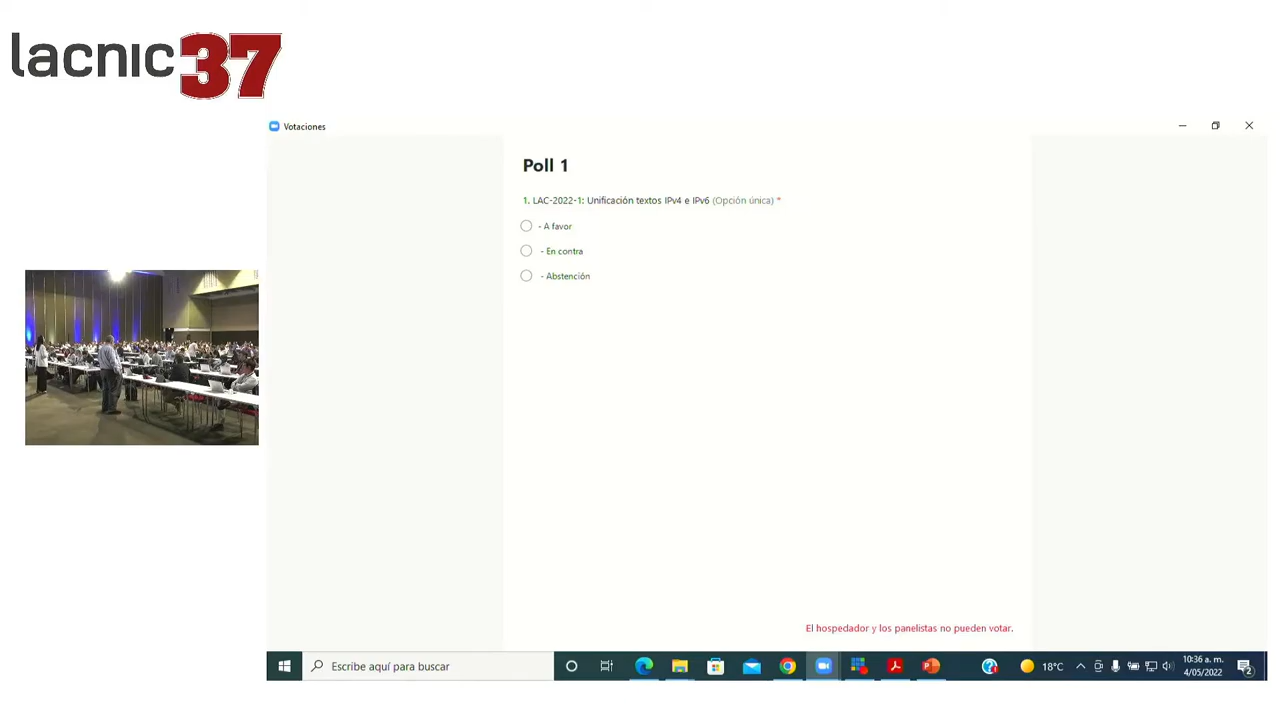 lacnic37
Votaciones
Poll 1
1. LAC-2022-1: Unificación textos IPv4 e IPv6 (Opción única) *
- A favor
- En contra
- Abstención
El hospedador y los panelistas no pueden votar.
Escribe aquí para buscar
18°C
10:36 a. m.
4/05/2022
2